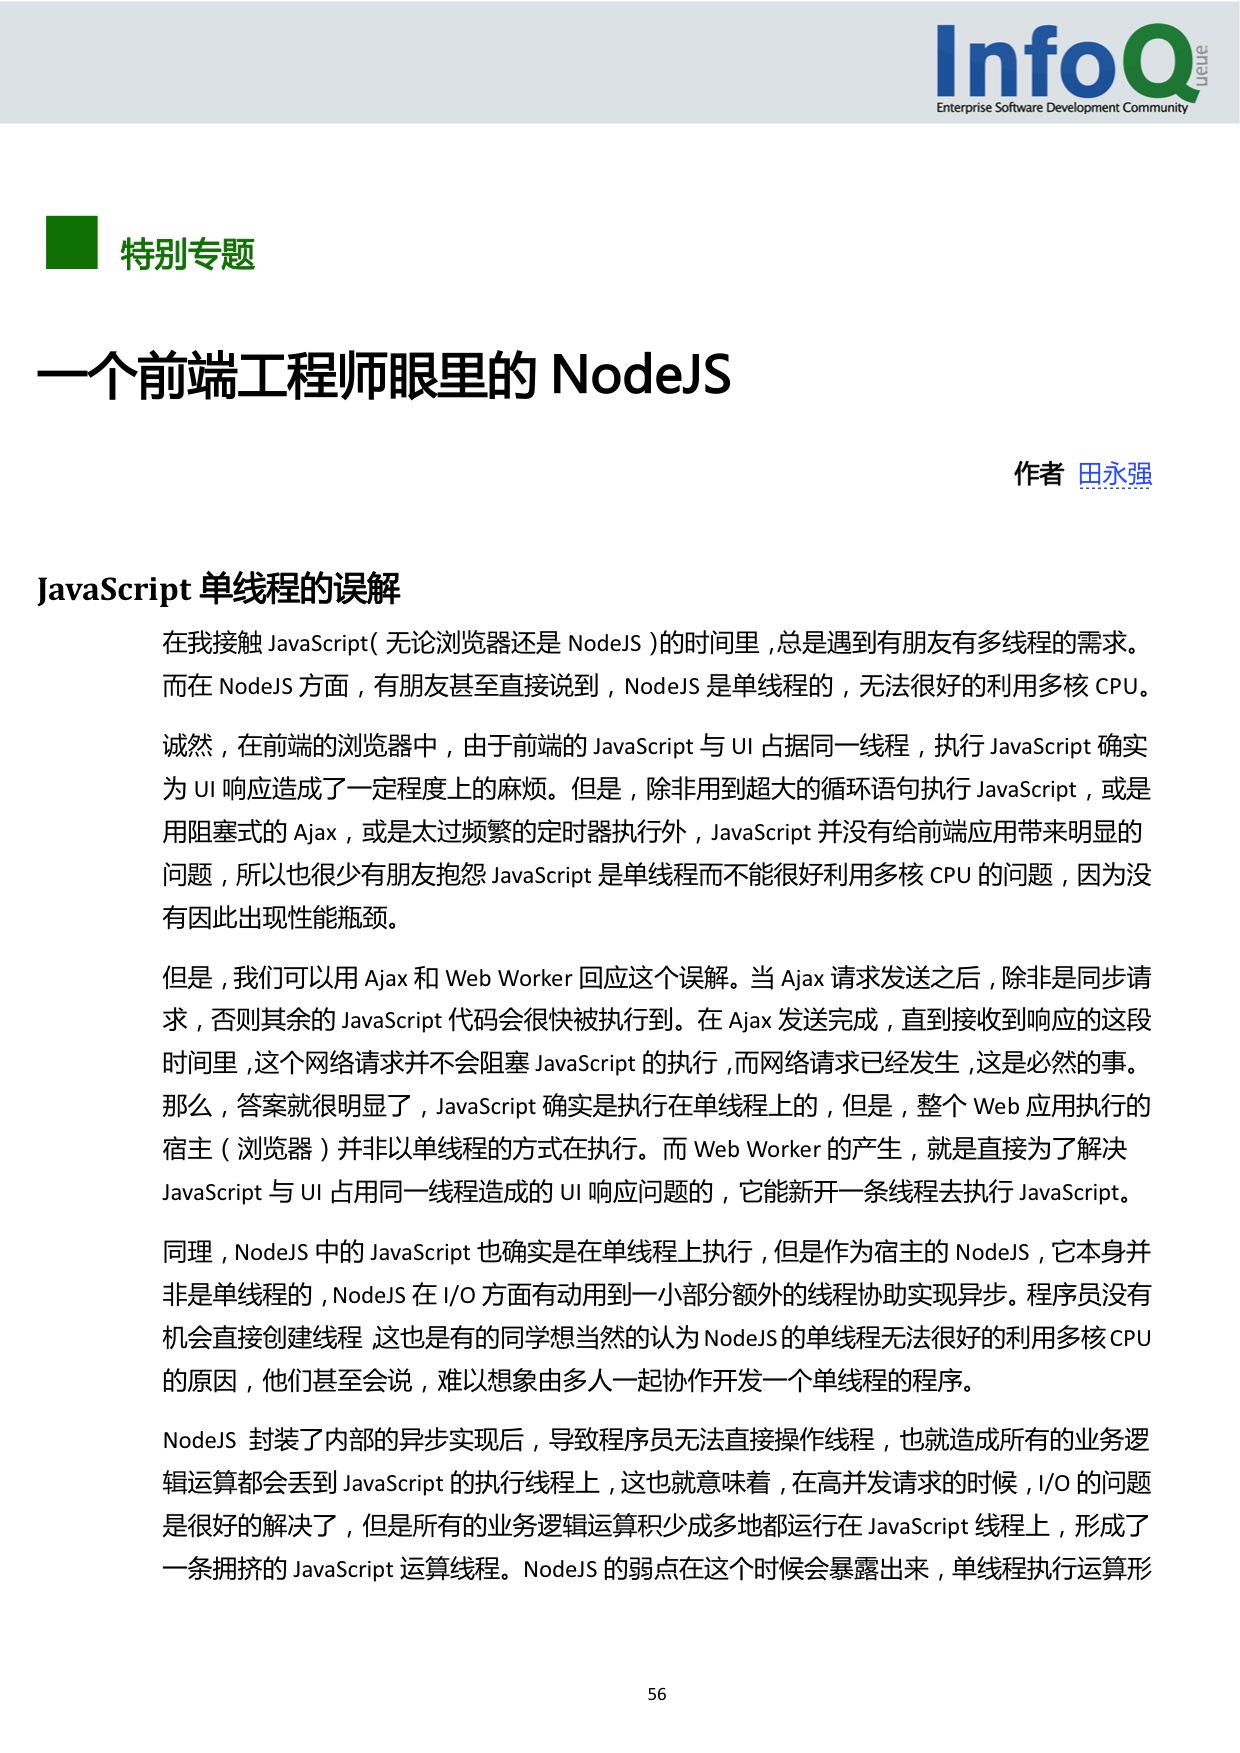 InfoQ
ueue
Enterprise Software Development Community
特别专题
一个前端工程师眼里的 NodeJS
作者 田永强
JavaScript 单线程的误解
在我接触 JavaScript（无论浏览器还是 NodeJS）的时间里，总是遇到有朋友有多线程的需求。
而在 NodeJS 方面，有朋友甚至直接说到，NodeJS 是单线程的，无法很好的利用多核 CPU。
诚然，在前端的浏览器中，由于前端的 JavaScript 与 UI 占据同一线程，执行 JavaScript 确实
为 UI 响应造成了一定程度上的麻烦。但是，除非用到超大的循环语句执行 JavaScript，或是
用阻塞式的 Ajax，或是太过频繁的定时器执行外，JavaScript 并没有给前端应用带来明显的
问题，所以也很少有朋友抱怨 JavaScript 是单线程而不能很好利用多核 CPU 的问题，因为没
有因此出现性能瓶颈。
但是，我们可以用 Ajax 和 Web Worker 回应这个误解。当 Ajax 请求发送之后，除非是同步请
求，否则其余的 JavaScript 代码会很快被执行到。在 Ajax 发送完成，直到接收到响应的这段
时间里，这个网络请求并不会阻塞 JavaScript 的执行，而网络请求已经发生，这是必然的事。
那么，答案就很明显了，JavaScript 确实是执行在单线程上的，但是，整个 Web 应用执行的
宿主（浏览器）并非以单线程的方式在执行。而 Web Worker 的产生，就是直接为了解决
JavaScript 与 UI 占用同一线程造成的 UI 响应问题的，它能新开一条线程去执行 JavaScript。
同理，NodeJS 中的 JavaScript 也确实是在单线程上执行，但是作为宿主的 NodeJS，它本身并
非是单线程的，NodeJS 在 I/O 方面有动用到一小部分额外的线程协助实现异步。程序员没有
机会直接创建线程，这也是有的同学想当然的认为 NodeJS 的单线程无法很好的利用多核 CPU
的原因，他们甚至会说，难以想象由多人一起协作开发一个单线程的程序。
NodeJS 封装了内部的异步实现后，导致程序员无法直接操作线程，也就造成所有的业务逻
辑运算都会丢到 JavaScript 的执行线程上，这也就意味着，在高并发请求的时候，I/O 的问题
是很好的解决了，但是所有的业务逻辑运算积少成多地都运行在 JavaScript 线程上，形成了
一条拥挤的 JavaScript 运算线程。NodeJS 的弱点在这个时候会暴露出来，单线程执行运算形
56